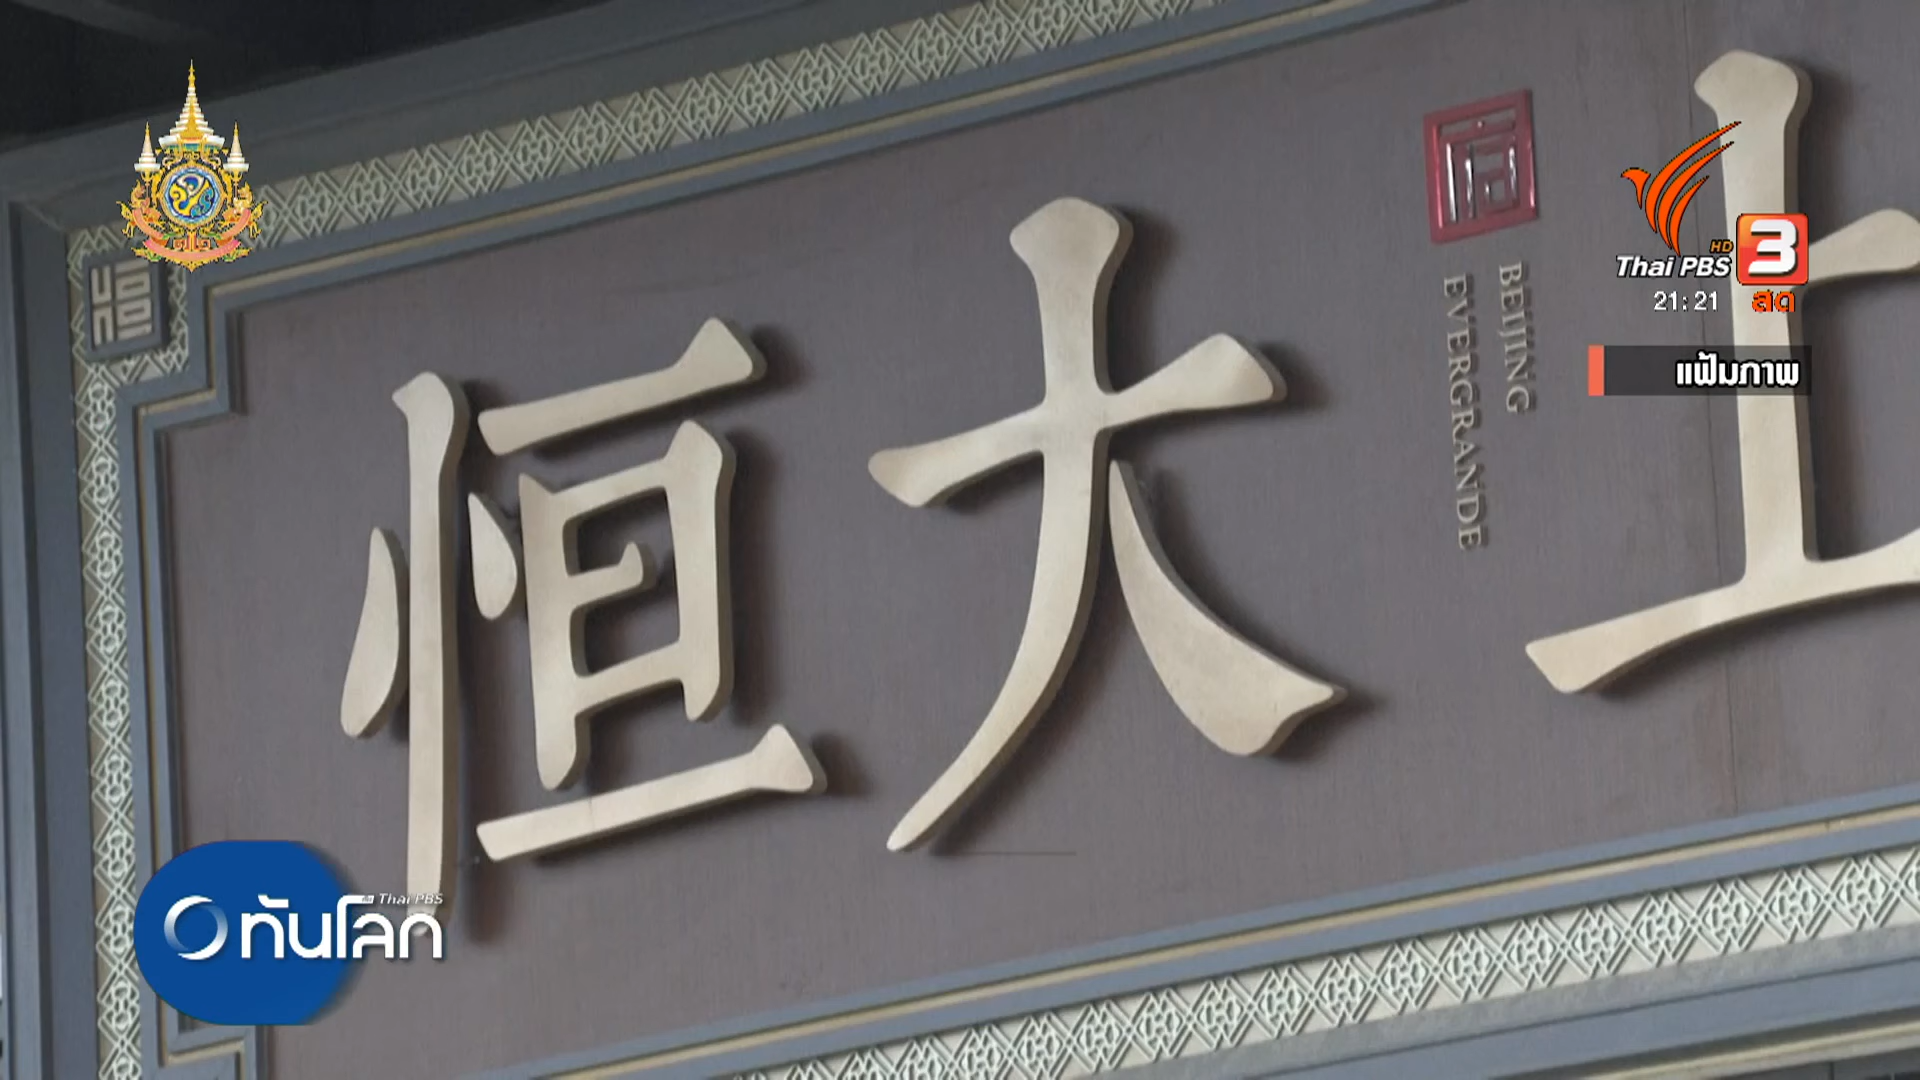 恒大上
BEIJING
EVERGRANDE
Thai PBS HD 3
21:21 สด
แฟ้มภาพ
Thai PBS
ทันโลก